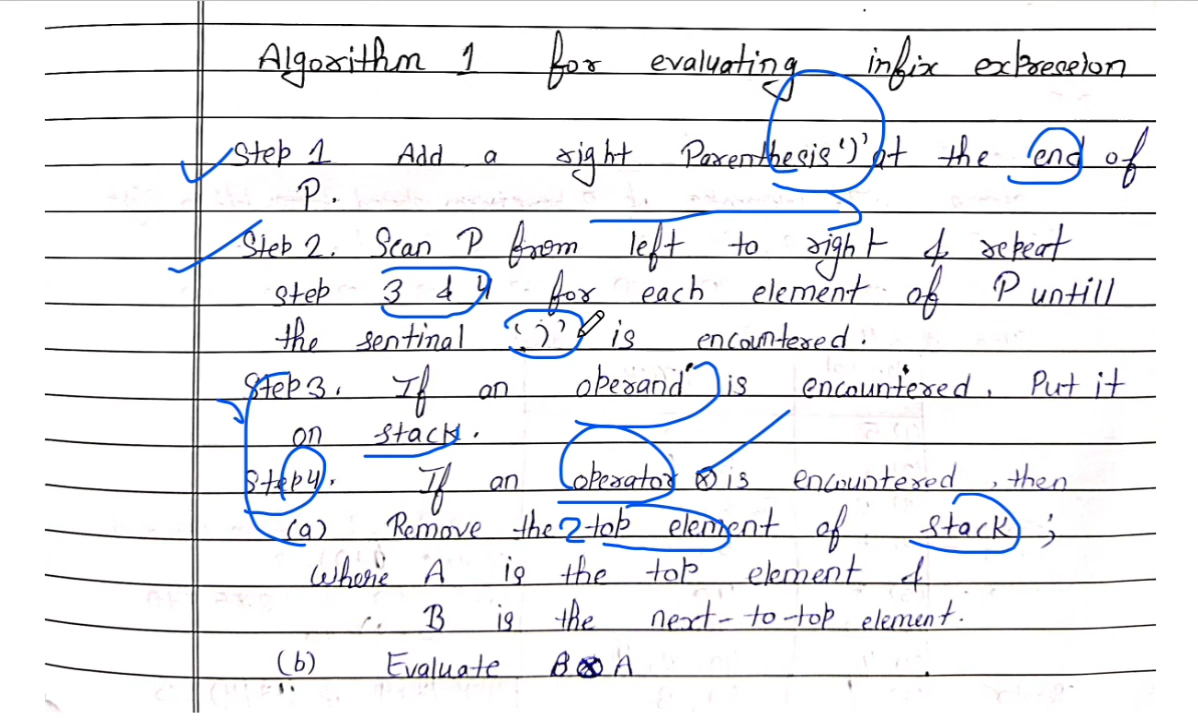 Algorithm 1 for evaluating infix expression
Step 1 Add a right Parenthesis ')' at the end of
P.
Step 2. Scan P from left to right & repeat
step 3 & 4 for each element of P untill
the sentinal ')' is encountered.
Step 3. If an operand is encountered, Put it
on stack.
Step 4. If an operator ⊗ is encountered, then
(a) Remove the 2 top element of stack;
where A is the top element &
B is the next-to-top element.
(b) Evaluate B ⊗ A